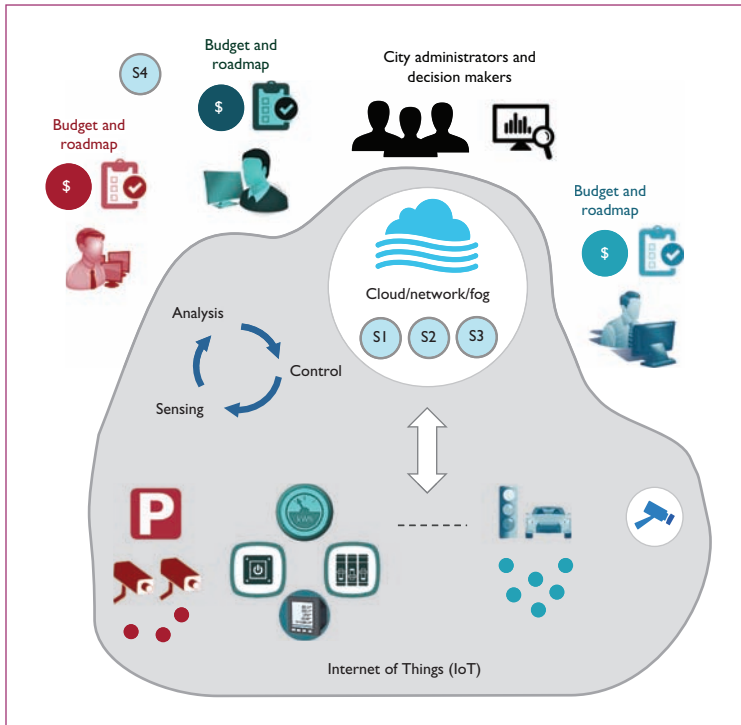 S4
Budget and
roadmap
$
City administrators and
decision makers
Budget and
roadmap
$
Budget and
roadmap
$
Cloud/network/fog
S1 S2 S3
Analysis
Control
Sensing
P
Internet of Things (IoT)